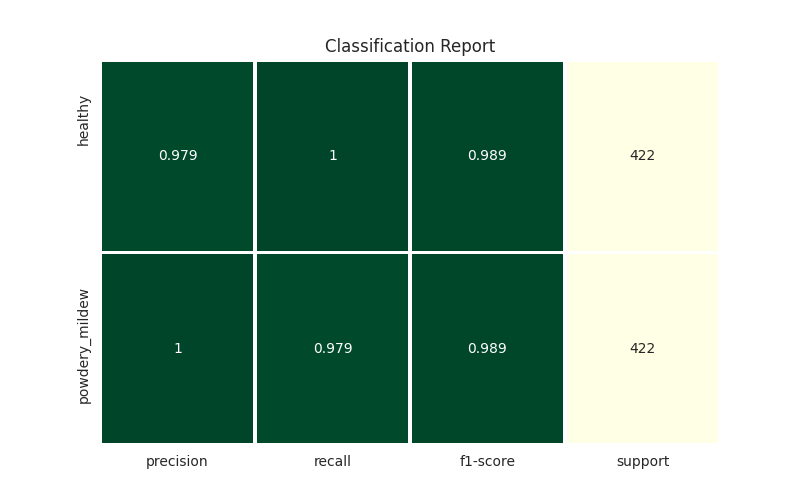 Classification Report
healthy
0.979 1 0.989 422
powdery_mildew
1 0.979 0.989 422
precision recall f1-score support